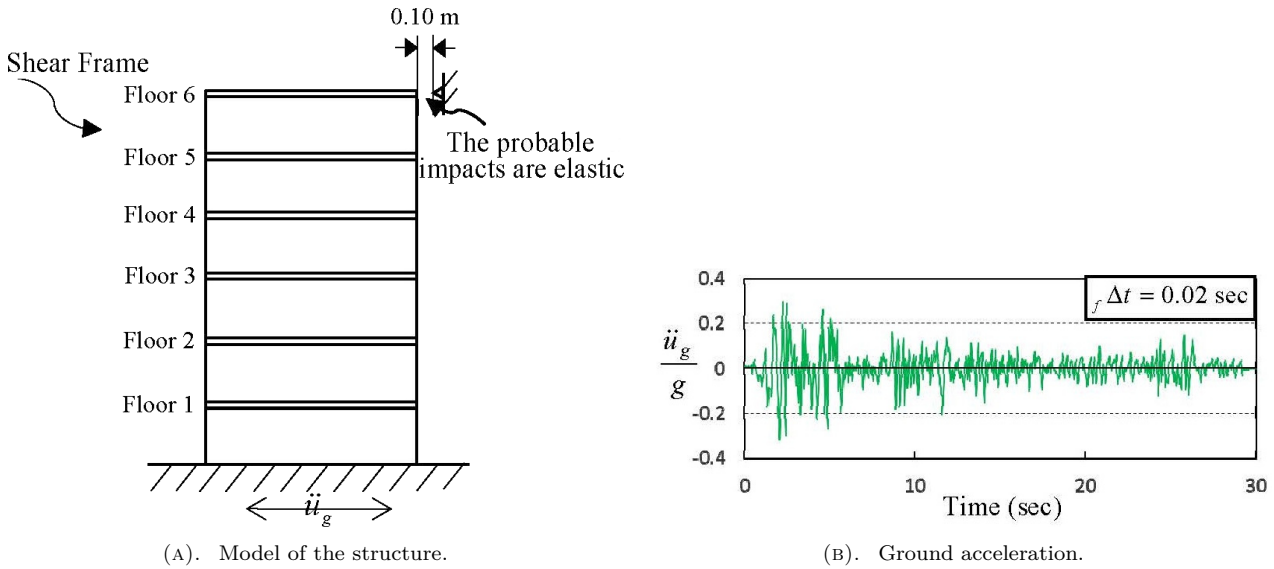 0.10 m
Shear Frame
Floor 6
The probable
impacts are elastic
Floor 5
Floor 4
Floor 3
Floor 2
Floor 1
ü_g
(A). Model of the structure.
0.4
0.2
0
-0.2
-0.4
ü_g
g
_f Δt = 0.02 sec
0
10
20
30
Time (sec)
(B). Ground acceleration.